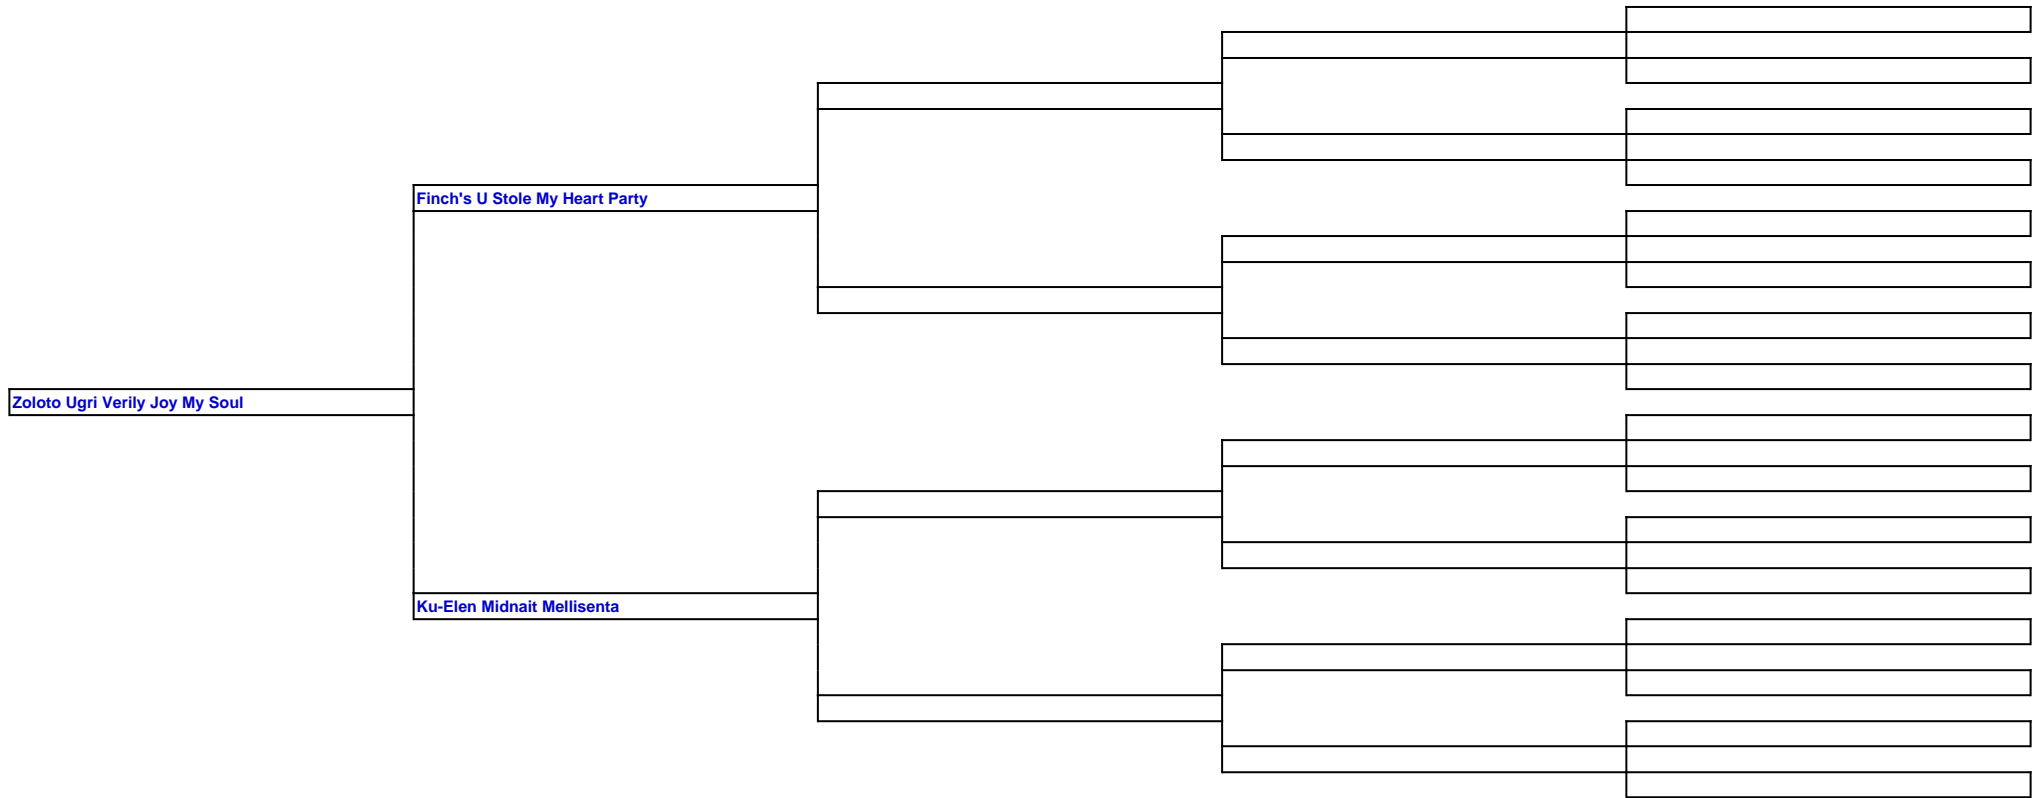 Finch's U Stole My Heart Party
Zoloto Ugri Verily Joy My Soul
Ku-Elen Midnait Mellisenta